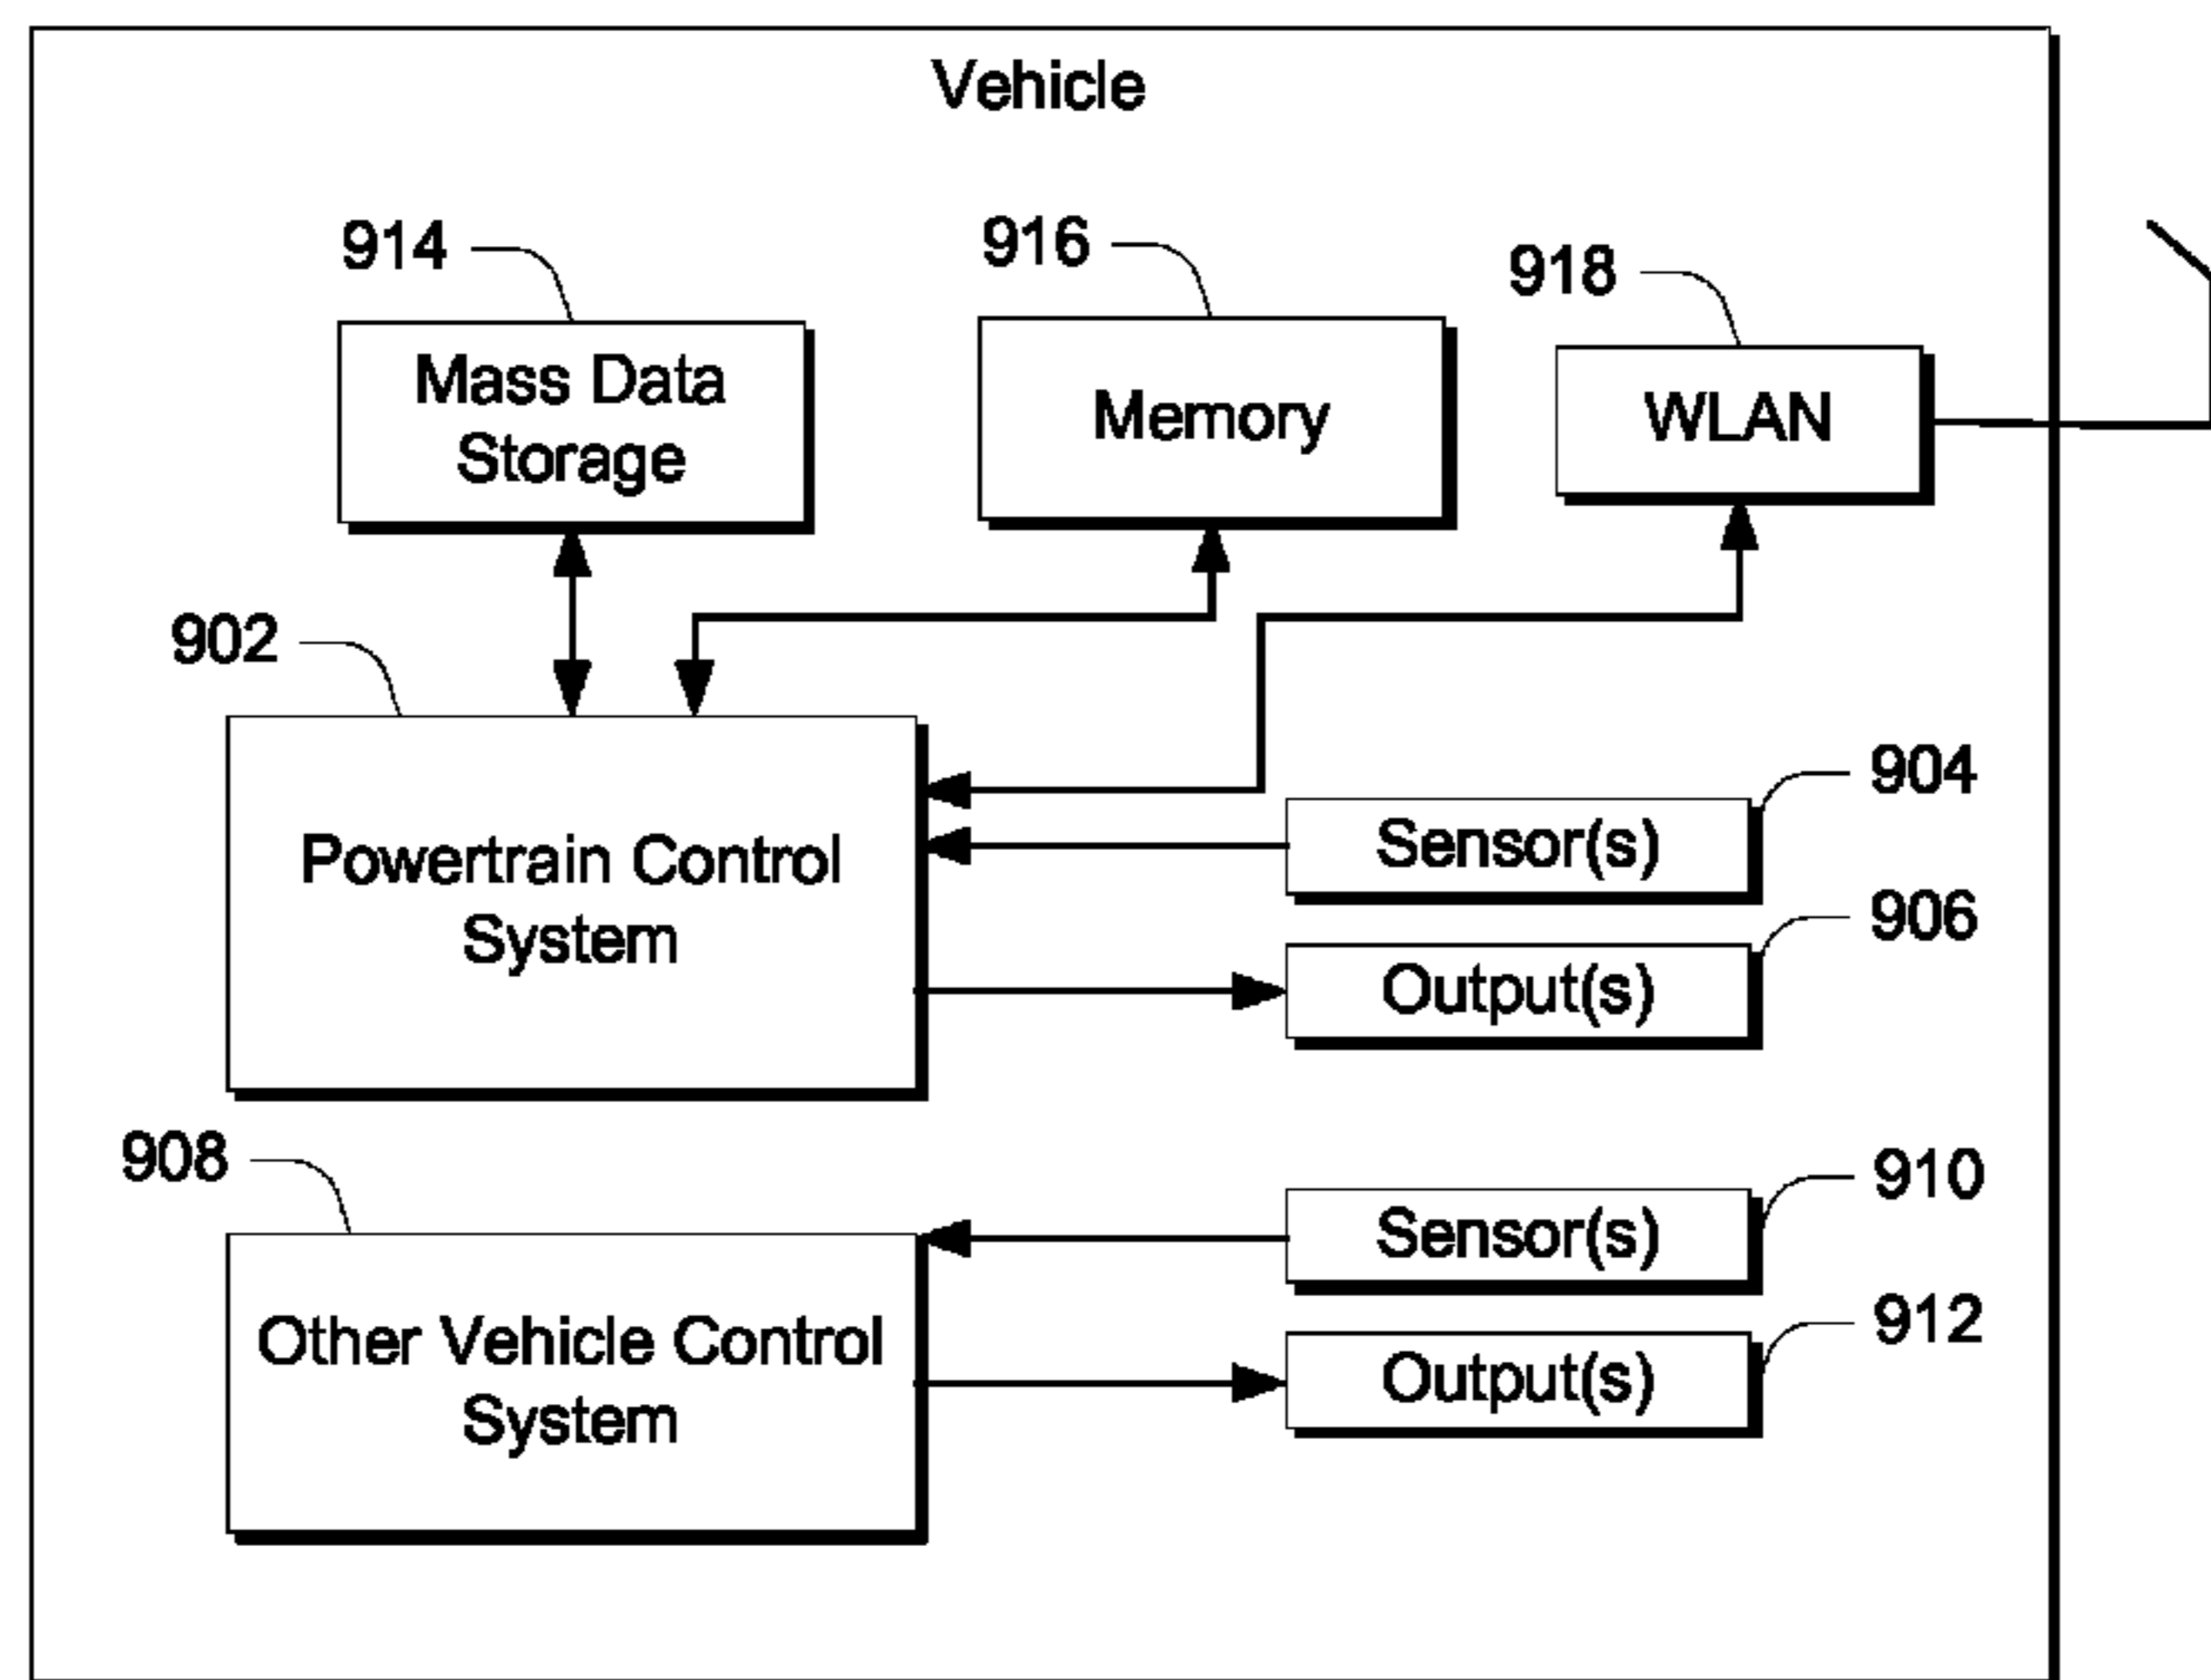 Vehicle
914
916
918
Mass Data
Storage
Memory
WLAN
902
904
Sensor(s)
Powertrain Control
System
906
Output(s)
908
910
Sensor(s)
912
Other Vehicle Control
System
Output(s)